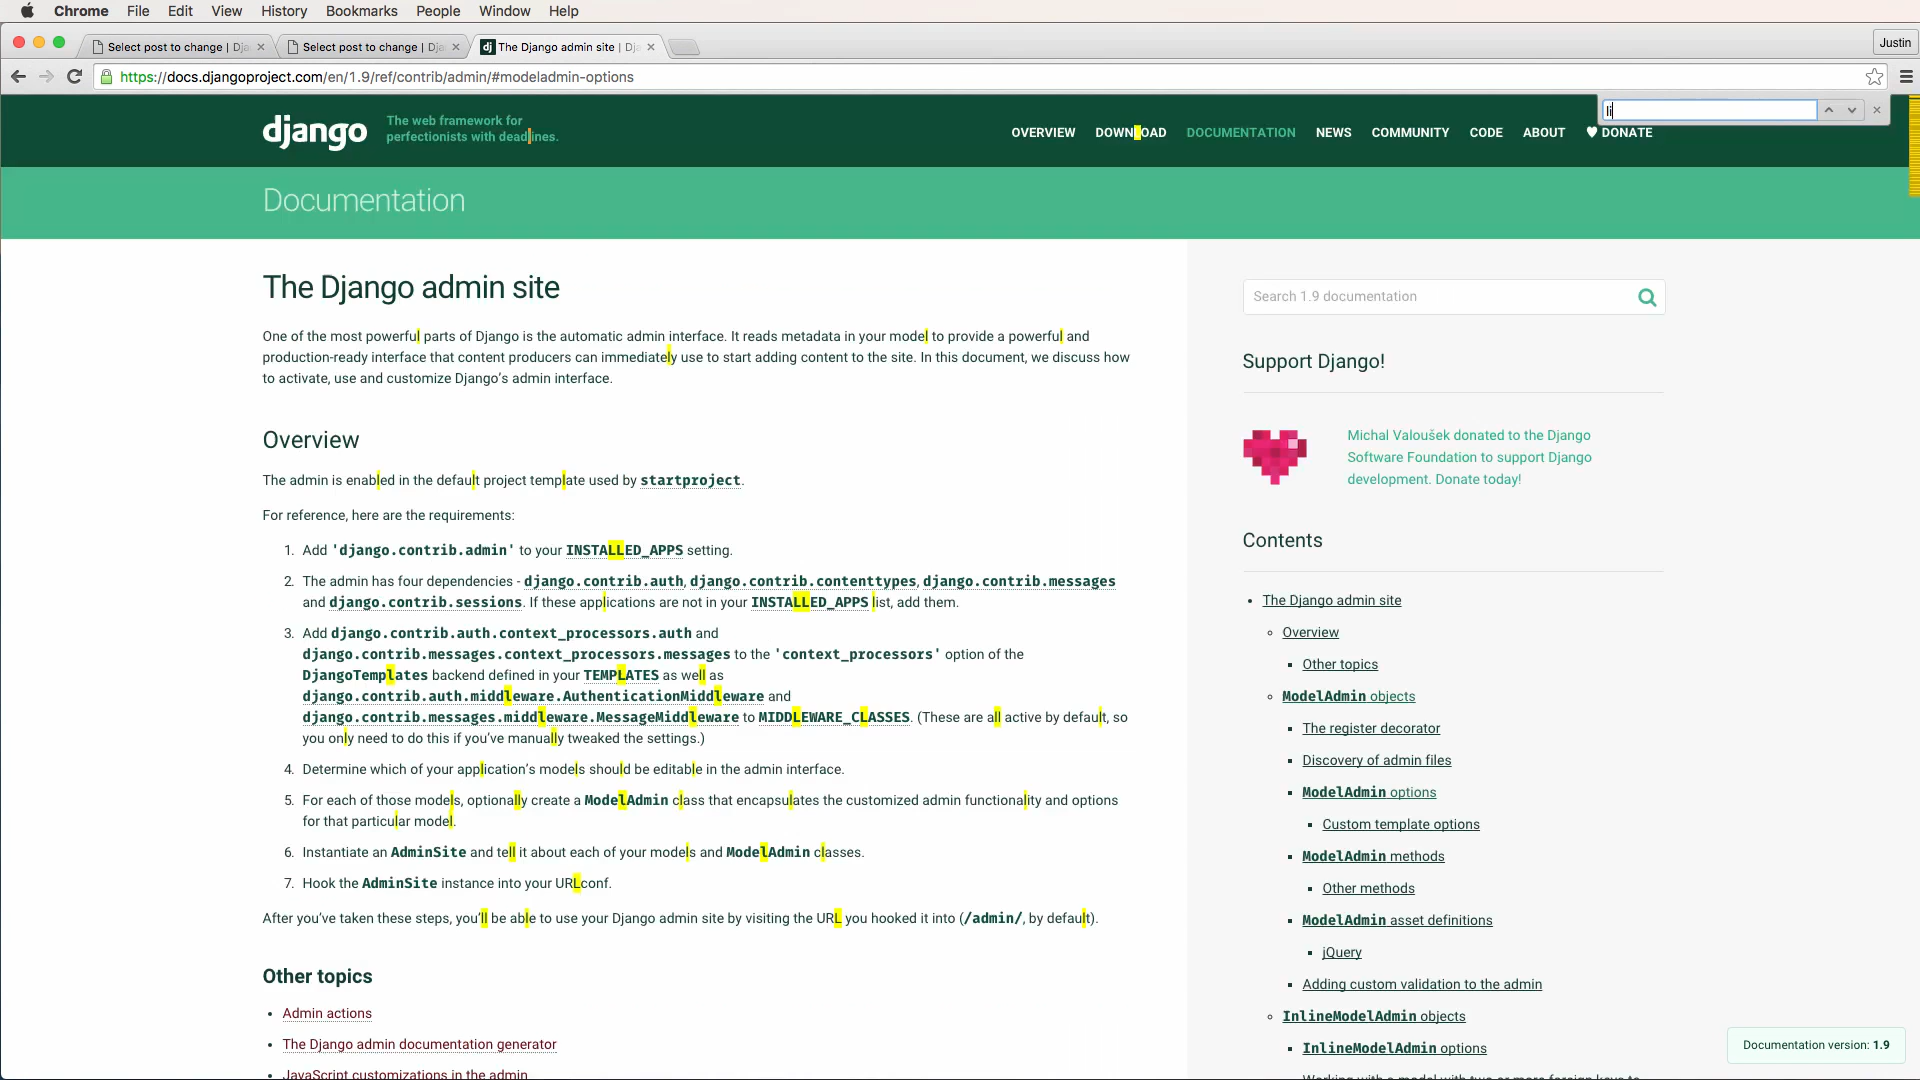 Chrome File Edit View History Bookmarks People Window Help
Select post to change | Dja
Select post to change | Dja
The Django admin site | Dja
Justin
https://docs.djangoproject.com/en/1.9/ref/contrib/admin/#modeladmin-options
li
django
The web framework for
perfectionists with deadlines.
OVERVIEW DOWNLOAD DOCUMENTATION NEWS COMMUNITY CODE ABOUT DONATE
Documentation
The Django admin site
One of the most powerful parts of Django is the automatic admin interface. It reads metadata in your model to provide a powerful and
production-ready interface that content producers can immediately use to start adding content to the site. In this document, we discuss how
to activate, use and customize Django’s admin interface.
Overview
The admin is enabled in the default project template used by startproject.
For reference, here are the requirements:
1. Add 'django.contrib.admin' to your INSTALLED_APPS setting.
2. The admin has four dependencies - django.contrib.auth, django.contrib.contenttypes, django.contrib.messages
and django.contrib.sessions. If these applications are not in your INSTALLED_APPS list, add them.
3. Add django.contrib.auth.context_processors.auth and
django.contrib.messages.context_processors.messages to the 'context_processors' option of the
DjangoTemplates backend defined in your TEMPLATES as well as
django.contrib.auth.middleware.AuthenticationMiddleware and
django.contrib.messages.middleware.MessageMiddleware to MIDDLEWARE_CLASSES. (These are all active by default, so
you only need to do this if you’ve manually tweaked the settings.)
4. Determine which of your application’s models should be editable in the admin interface.
5. For each of those models, optionally create a ModelAdmin class that encapsulates the customized admin functionality and options
for that particular model.
6. Instantiate an AdminSite and tell it about each of your models and ModelAdmin classes.
7. Hook the AdminSite instance into your URLconf.
After you’ve taken these steps, you’ll be able to use your Django admin site by visiting the URL you hooked it into (/admin/, by default).
Other topics
Admin actions
The Django admin documentation generator
JavaScript customizations in the admin
Search 1.9 documentation
Support Django!
Michal Valoušek donated to the Django
Software Foundation to support Django
development. Donate today!
Contents
The Django admin site
Overview
Other topics
ModelAdmin objects
The register decorator
Discovery of admin files
ModelAdmin options
Custom template options
ModelAdmin methods
Other methods
ModelAdmin asset definitions
jQuery
Adding custom validation to the admin
InlineModelAdmin objects
InlineModelAdmin options
Working with a model with two or more foreign keys to
Documentation version: 1.9